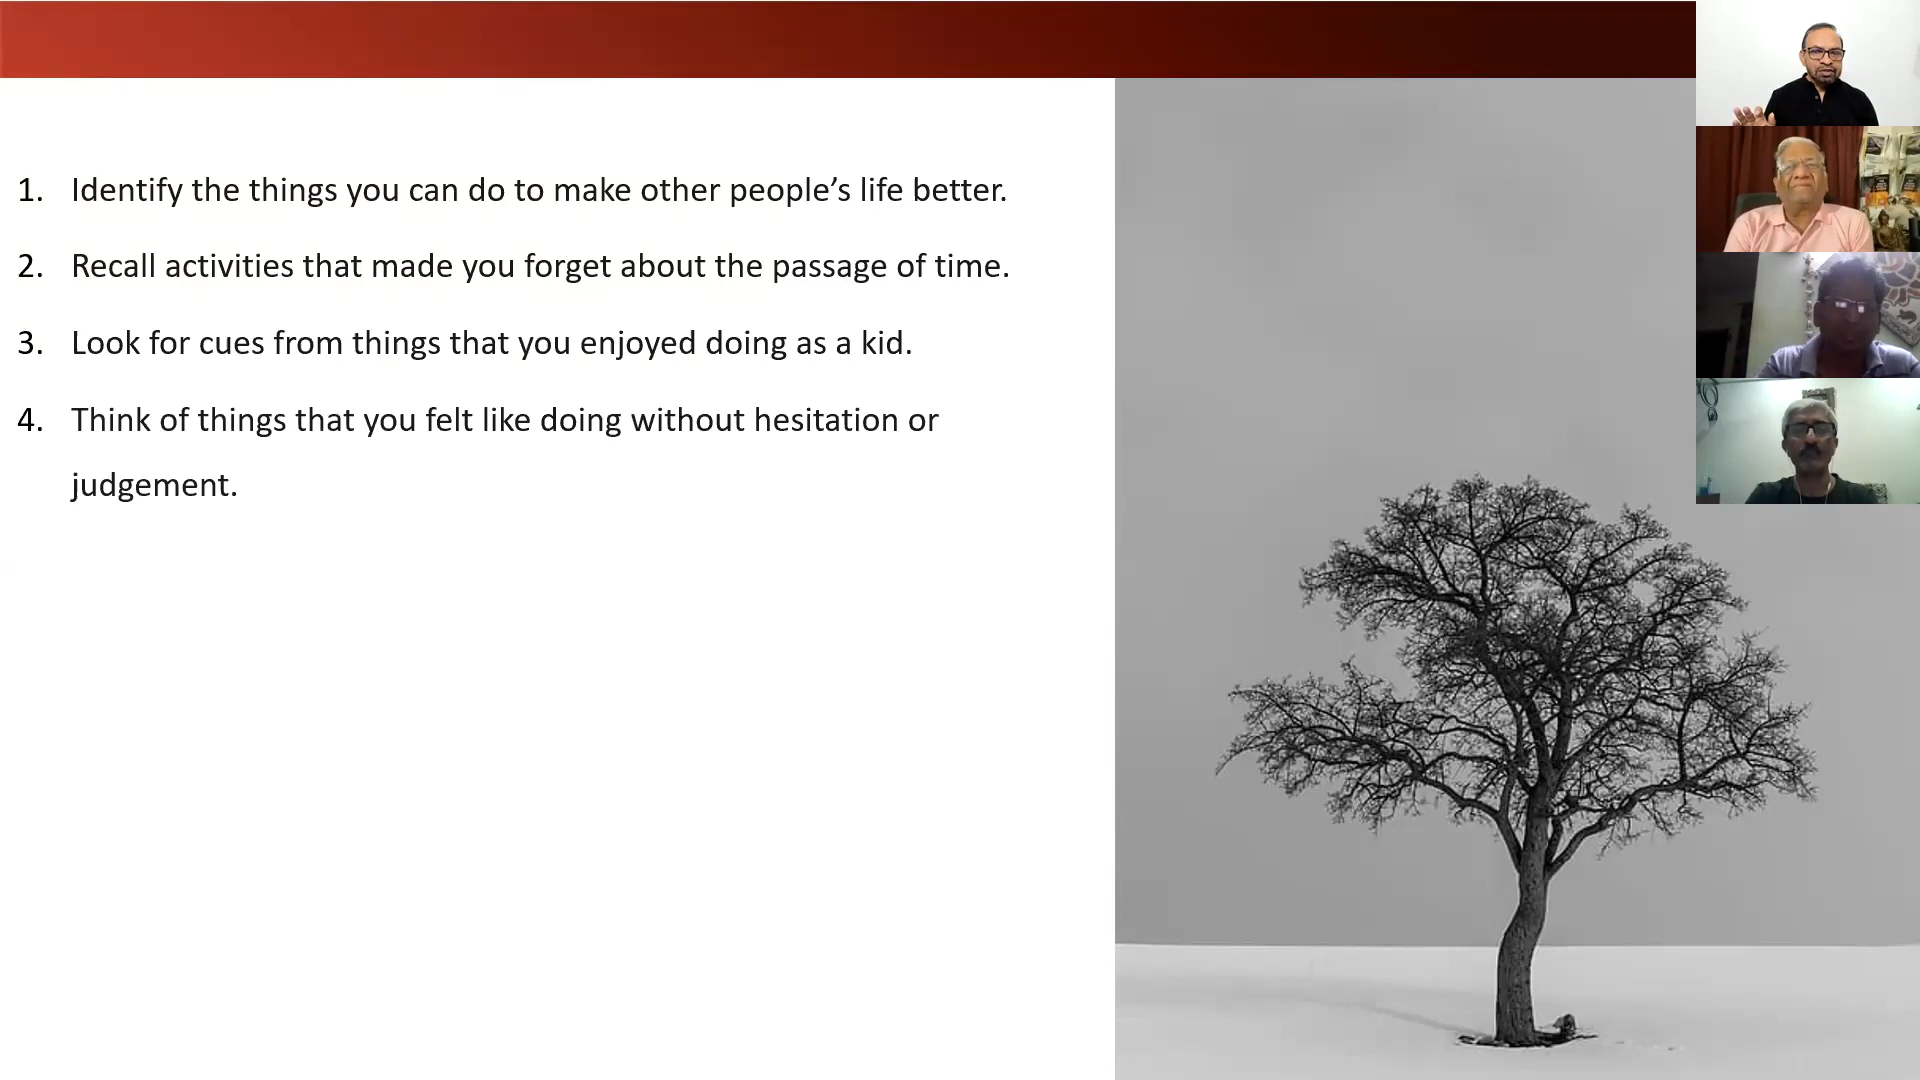 1. Identify the things you can do to make other people’s life better.
2. Recall activities that made you forget about the passage of time.
3. Look for cues from things that you enjoyed doing as a kid.
4. Think of things that you felt like doing without hesitation or
judgement.